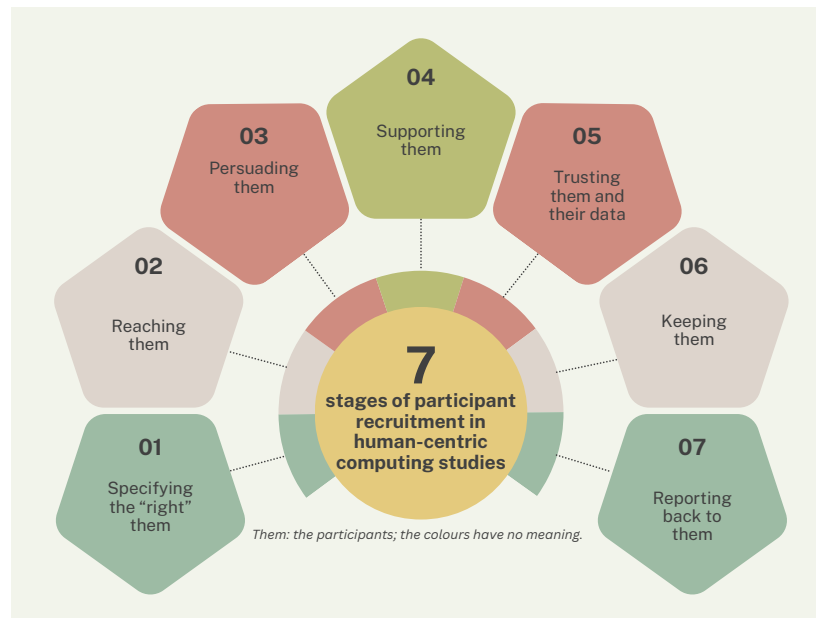 04
Supporting
them
03
Persuading
them
05
Trusting
them and
their data
02
Reaching
them
06
Keeping
them
7
stages of participant
recruitment in
human-centric
computing studies
01
Specifying
the “right”
them
07
Reporting
back to
them
Them: the participants; the colours have no meaning.